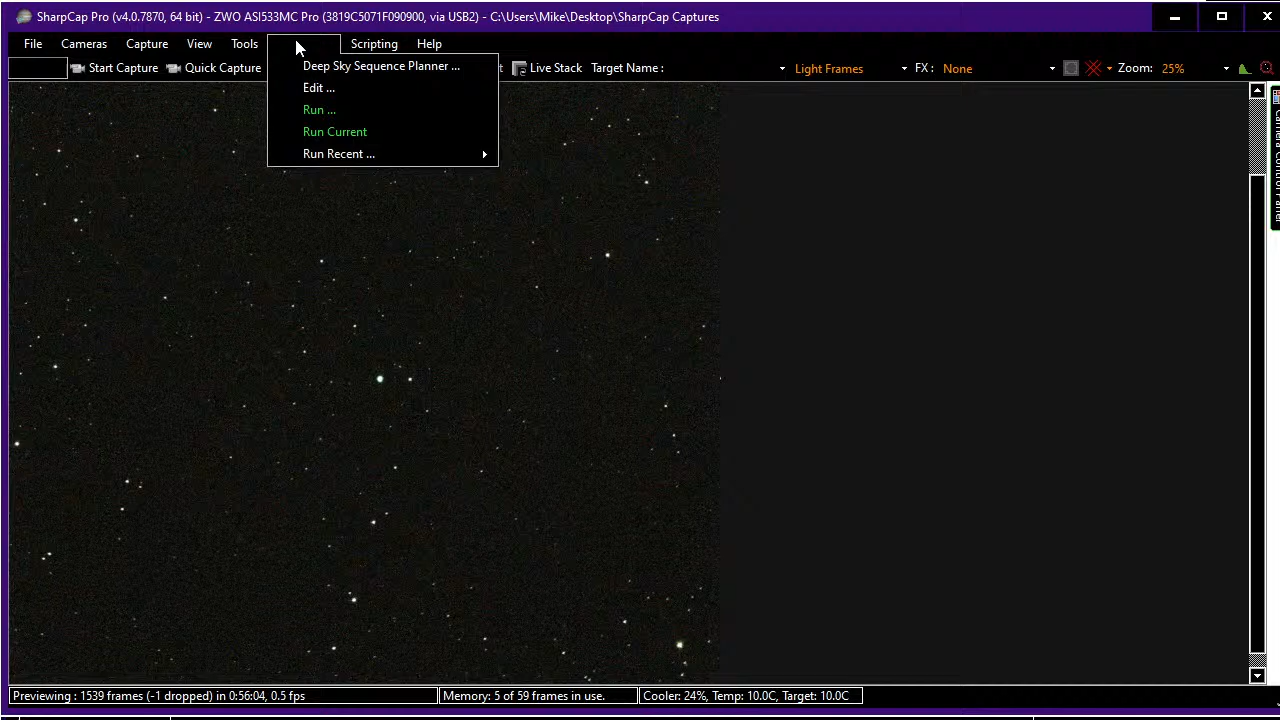 SharpCap Pro (v4.0.7870, 64 bit) - ZWO ASI533MC Pro (3819C5071F090900, via USB2) - C:\Users\Mike\Desktop\SharpCap Captures
File Cameras Capture View Tools Scripting Help
Start Capture Quick Capture Live Stack Target Name : Light Frames FX : None Zoom: 25%
Deep Sky Sequence Planner ...
Edit ...
Run ...
Run Current
Run Recent ...
Previewing : 1539 frames (-1 dropped) in 0:56:04, 0.5 fps Memory: 5 of 59 frames in use. Cooler: 24%, Temp: 10.0C, Target: 10.0C